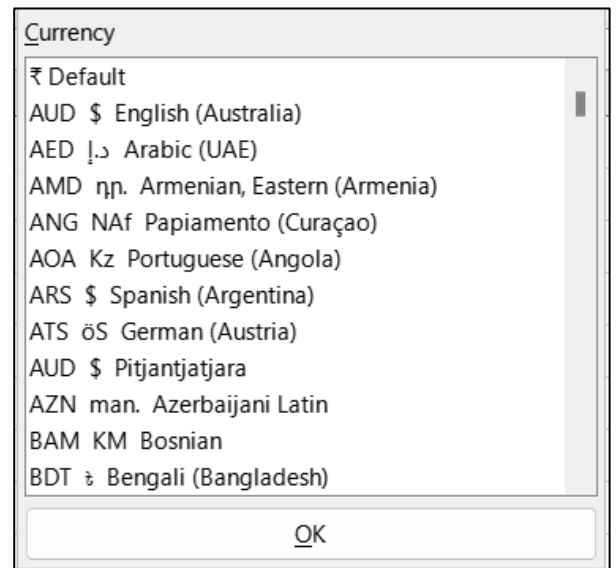 Currency
₹ Default
AUD $ English (Australia)
AED د.إ Arabic (UAE)
AMD դր. Armenian, Eastern (Armenia)
ANG NAf Papiamento (Curaçao)
AOA Kz Portuguese (Angola)
ARS $ Spanish (Argentina)
ATS öS German (Austria)
AUD $ Pitjantjatjara
AZN man. Azerbaijani Latin
BAM KM Bosnian
BDT ৳ Bengali (Bangladesh)
OK